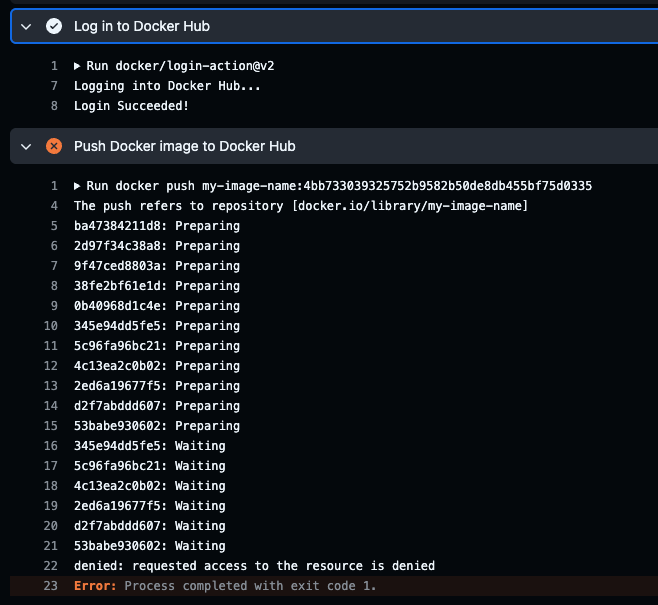 Log in to Docker Hub
1 ▶ Run docker/login-action@v2
7 Logging into Docker Hub...
8 Login Succeeded!
Push Docker image to Docker Hub
1 ▶ Run docker push my-image-name:4bb733039325752b9582b50de8db455bf75d0335
4 The push refers to repository [docker.io/library/my-image-name]
5 ba47384211d8: Preparing
6 2d97f34c38a8: Preparing
7 9f47ced8803a: Preparing
8 38fe2bf61e1d: Preparing
9 0b40968d1c4e: Preparing
10 345e94dd5fe5: Preparing
11 5c96fa96bc21: Preparing
12 4c13ea2c0b02: Preparing
13 2ed6a19677f5: Preparing
14 d2f7abddd607: Preparing
15 53babe930602: Preparing
16 345e94dd5fe5: Waiting
17 5c96fa96bc21: Waiting
18 4c13ea2c0b02: Waiting
19 2ed6a19677f5: Waiting
20 d2f7abddd607: Waiting
21 53babe930602: Waiting
22 denied: requested access to the resource is denied
23 Error: Process completed with exit code 1.